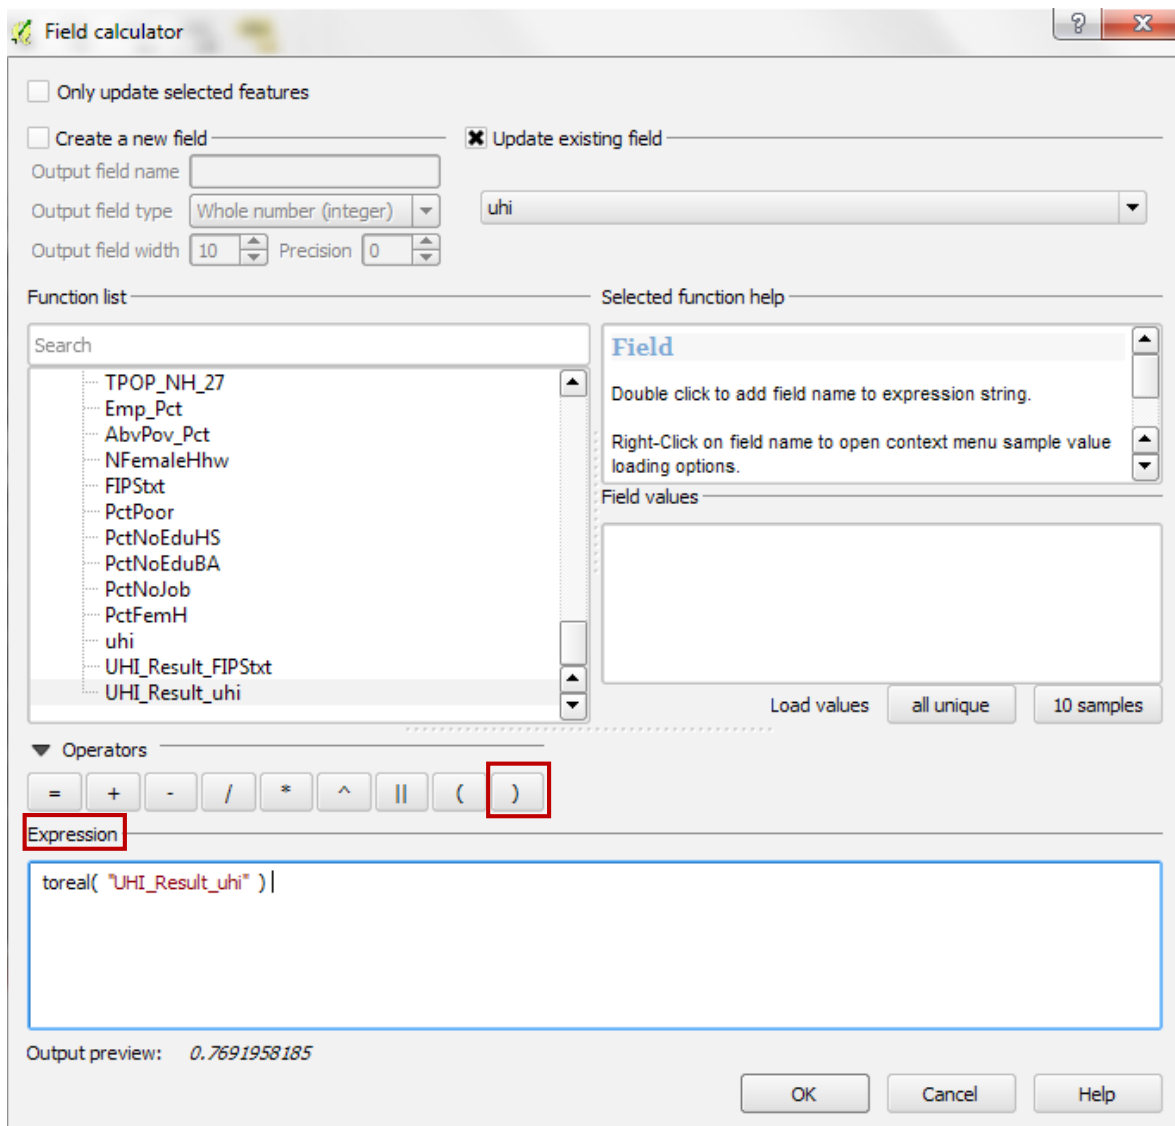 Field calculator
Only update selected features
Create a new field
Update existing field
Output field name
Output field type Whole number (integer)
uhi
Output field width 10 Precision 0
Function list
Selected function help
Search
TPOP_NH_27
Emp_Pct
AbvPov_Pct
NFemaleHhw
FIPStxt
PctPoor
PctNoEduHS
PctNoEduBA
PctNoJob
PctFemH
uhi
UHI_Result_FIPStxt
UHI_Result_uhi
Field
Double click to add field name to expression string.
Right-Click on field name to open context menu sample value
loading options.
Field values
Load values all unique 10 samples
Operators
= + - / * ^ || ( )
Expression
toreal( "UHI_Result_uhi" )
Output preview: 0.7691958185
OK Cancel Help